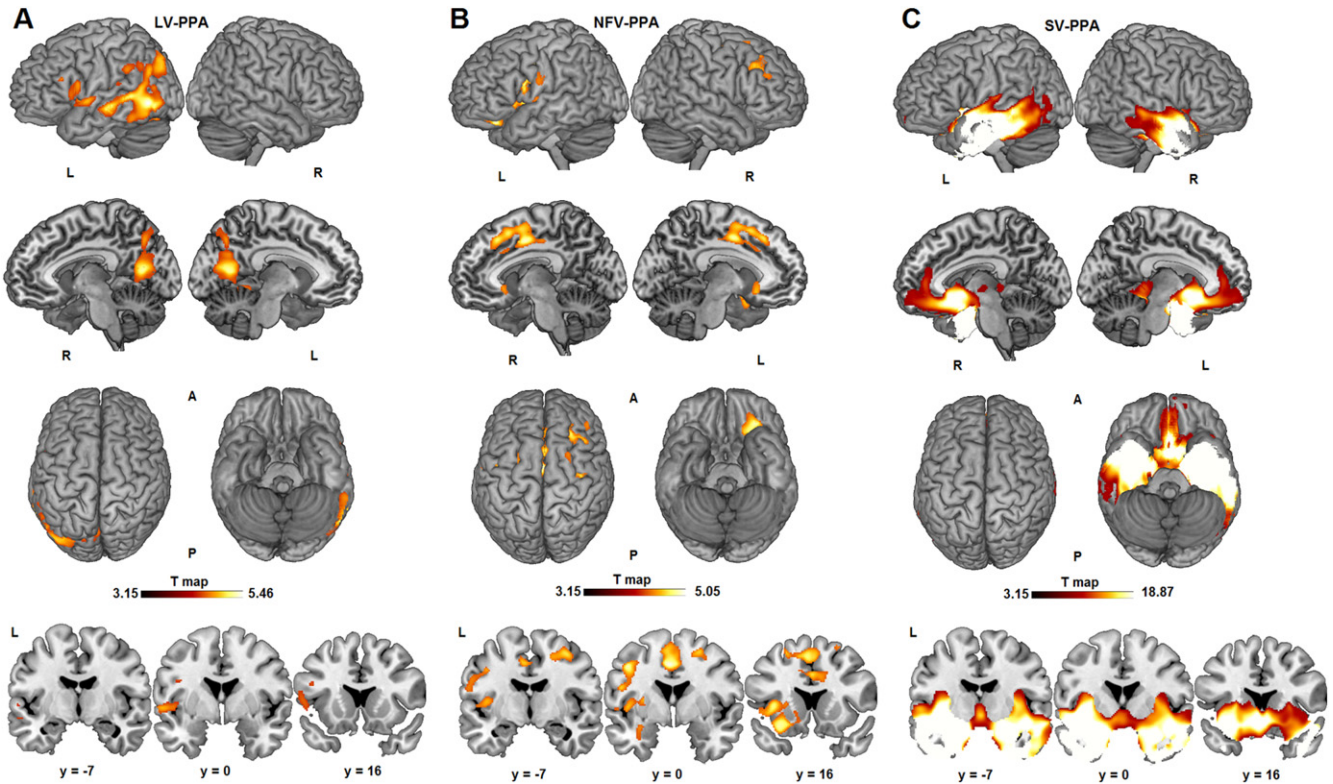 A LV-PPA
L R
R L
A
P
T map
3.15 5.46
L
y = -7 y = 0 y = 16
B NFV-PPA
L R
R L
A
P
T map
3.15 5.05
L
y = -7 y = 0 y = 16
C SV-PPA
L R
R L
A
P
T map
3.15 18.87
L
y = -7 y = 0 y = 16